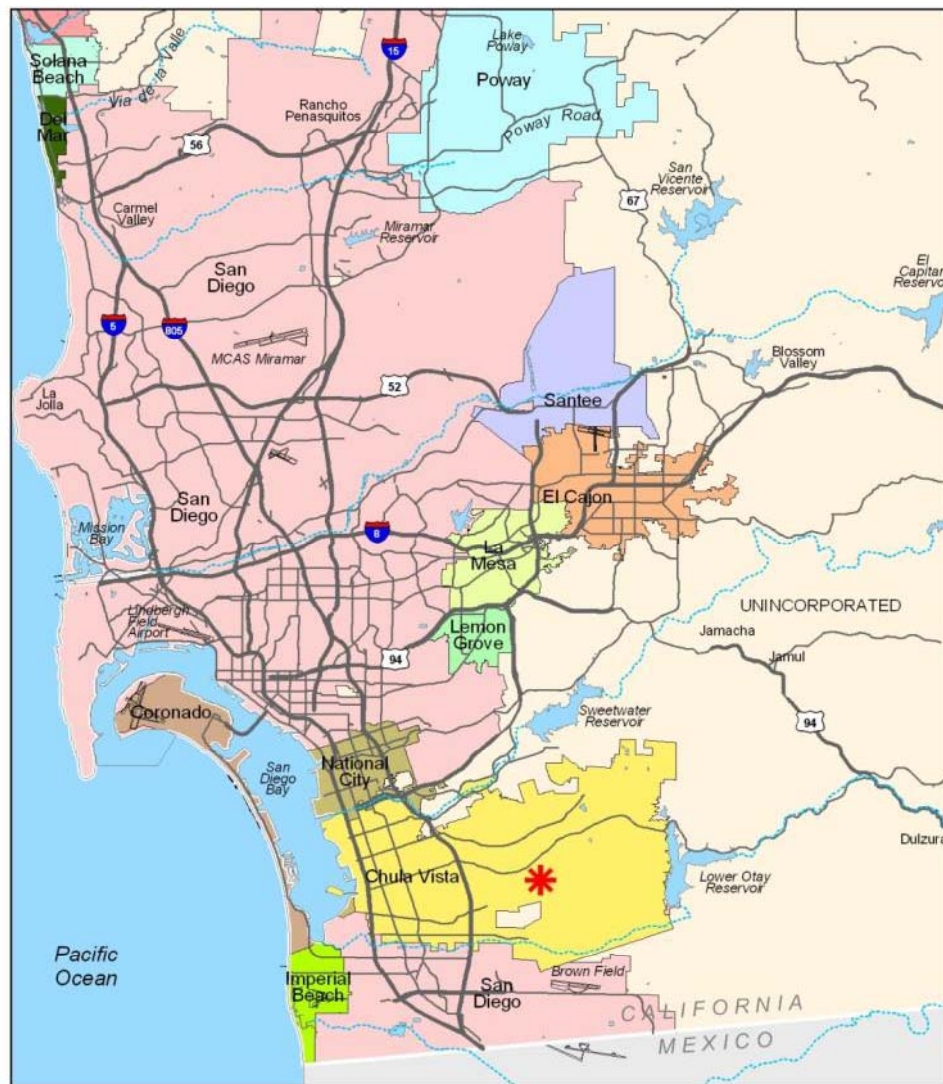 Solana
Beach
Via de la Valle
15
Lake
Poway
Poway
Del
Mar
Rancho
Penasquitos
Poway Road
56
San
Vicente
Reservoir
67
Carmel
Valley
Miramar
Reservoir
San
Diego
El
Capitan
Reservoi
5
805
MCAS Miramar
Blossom
Valley
52
La
Jolla
Santee
San
Diego
El Cajon
Mission
Bay
8
La
Mesa
Lindbergh
Field
Airport
UNINCORPORATED
Lemon
Grove
Jamacha
94
Jamul
Coronado
Sweetwater
Reservoir
94
San
Diego
Bay
National
City
Dulzura
Chula Vista
Lower Otay
Reservoir
Pacific
Ocean
Imperial
Beach
San
Diego
Brown Field
CALIFORNIA
MEXICO